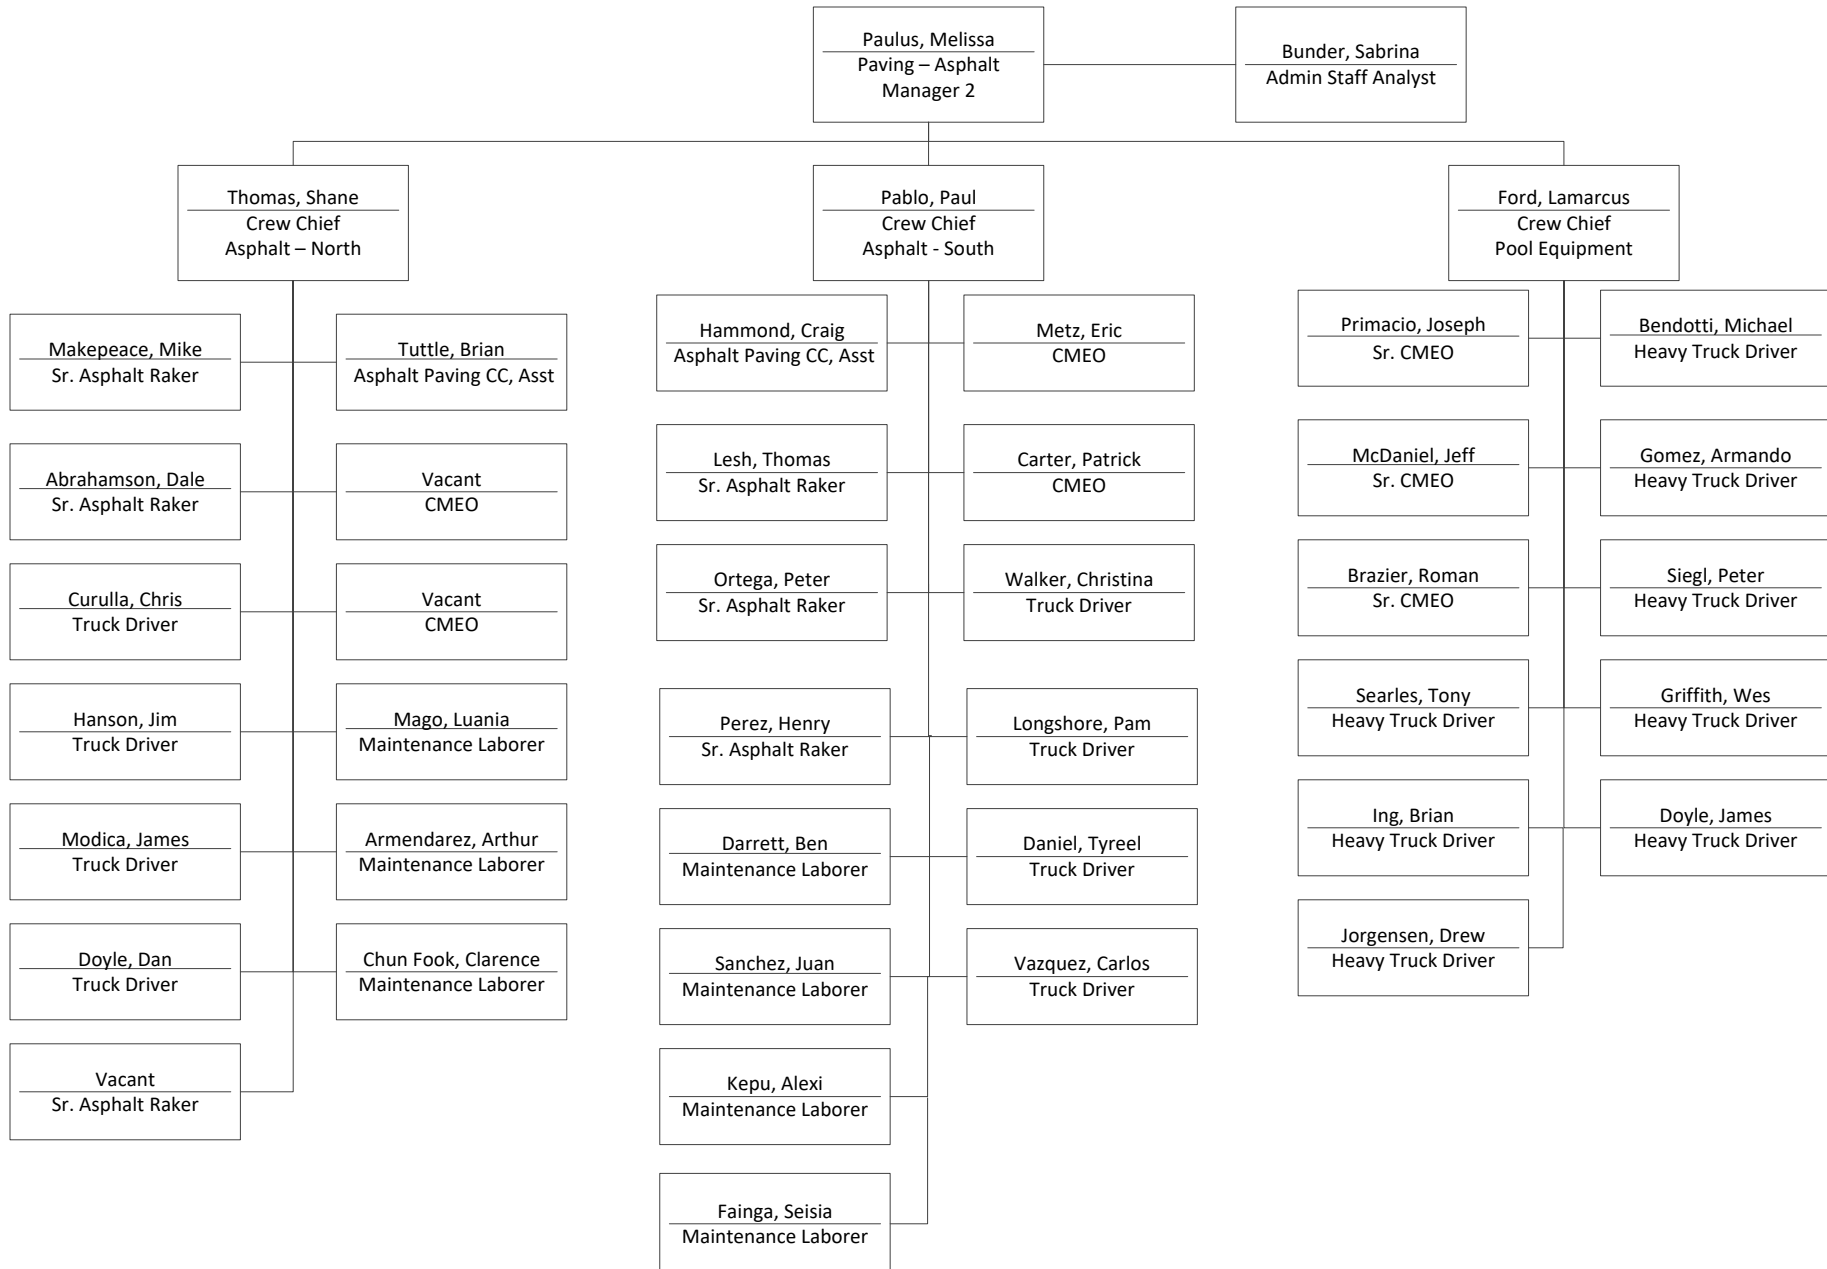 Paulus, Melissa
Paving – Asphalt
Manager 2
Bunder, Sabrina
Admin Staff Analyst
Thomas, Shane
Crew Chief
Asphalt – North
Pablo, Paul
Crew Chief
Asphalt - South
Ford, Lamarcus
Crew Chief
Pool Equipment
Makepeace, Mike
Sr. Asphalt Raker
Tuttle, Brian
Asphalt Paving CC, Asst
Abrahamson, Dale
Sr. Asphalt Raker
Vacant
CMEO
Curulla, Chris
Truck Driver
Vacant
CMEO
Hanson, Jim
Truck Driver
Mago, Luania
Maintenance Laborer
Modica, James
Truck Driver
Armendarez, Arthur
Maintenance Laborer
Doyle, Dan
Truck Driver
Chun Fook, Clarence
Maintenance Laborer
Vacant
Sr. Asphalt Raker
Hammond, Craig
Asphalt Paving CC, Asst
Metz, Eric
CMEO
Lesh, Thomas
Sr. Asphalt Raker
Carter, Patrick
CMEO
Ortega, Peter
Sr. Asphalt Raker
Walker, Christina
Truck Driver
Perez, Henry
Sr. Asphalt Raker
Longshore, Pam
Truck Driver
Darrett, Ben
Maintenance Laborer
Daniel, Tyreel
Truck Driver
Sanchez, Juan
Maintenance Laborer
Vazquez, Carlos
Truck Driver
Kepu, Alexi
Maintenance Laborer
Fainga, Seisia
Maintenance Laborer
Primacio, Joseph
Sr. CMEO
Bendotti, Michael
Heavy Truck Driver
McDaniel, Jeff
Sr. CMEO
Gomez, Armando
Heavy Truck Driver
Brazier, Roman
Sr. CMEO
Siegl, Peter
Heavy Truck Driver
Searles, Tony
Heavy Truck Driver
Griffith, Wes
Heavy Truck Driver
Ing, Brian
Heavy Truck Driver
Doyle, James
Heavy Truck Driver
Jorgensen, Drew
Heavy Truck Driver